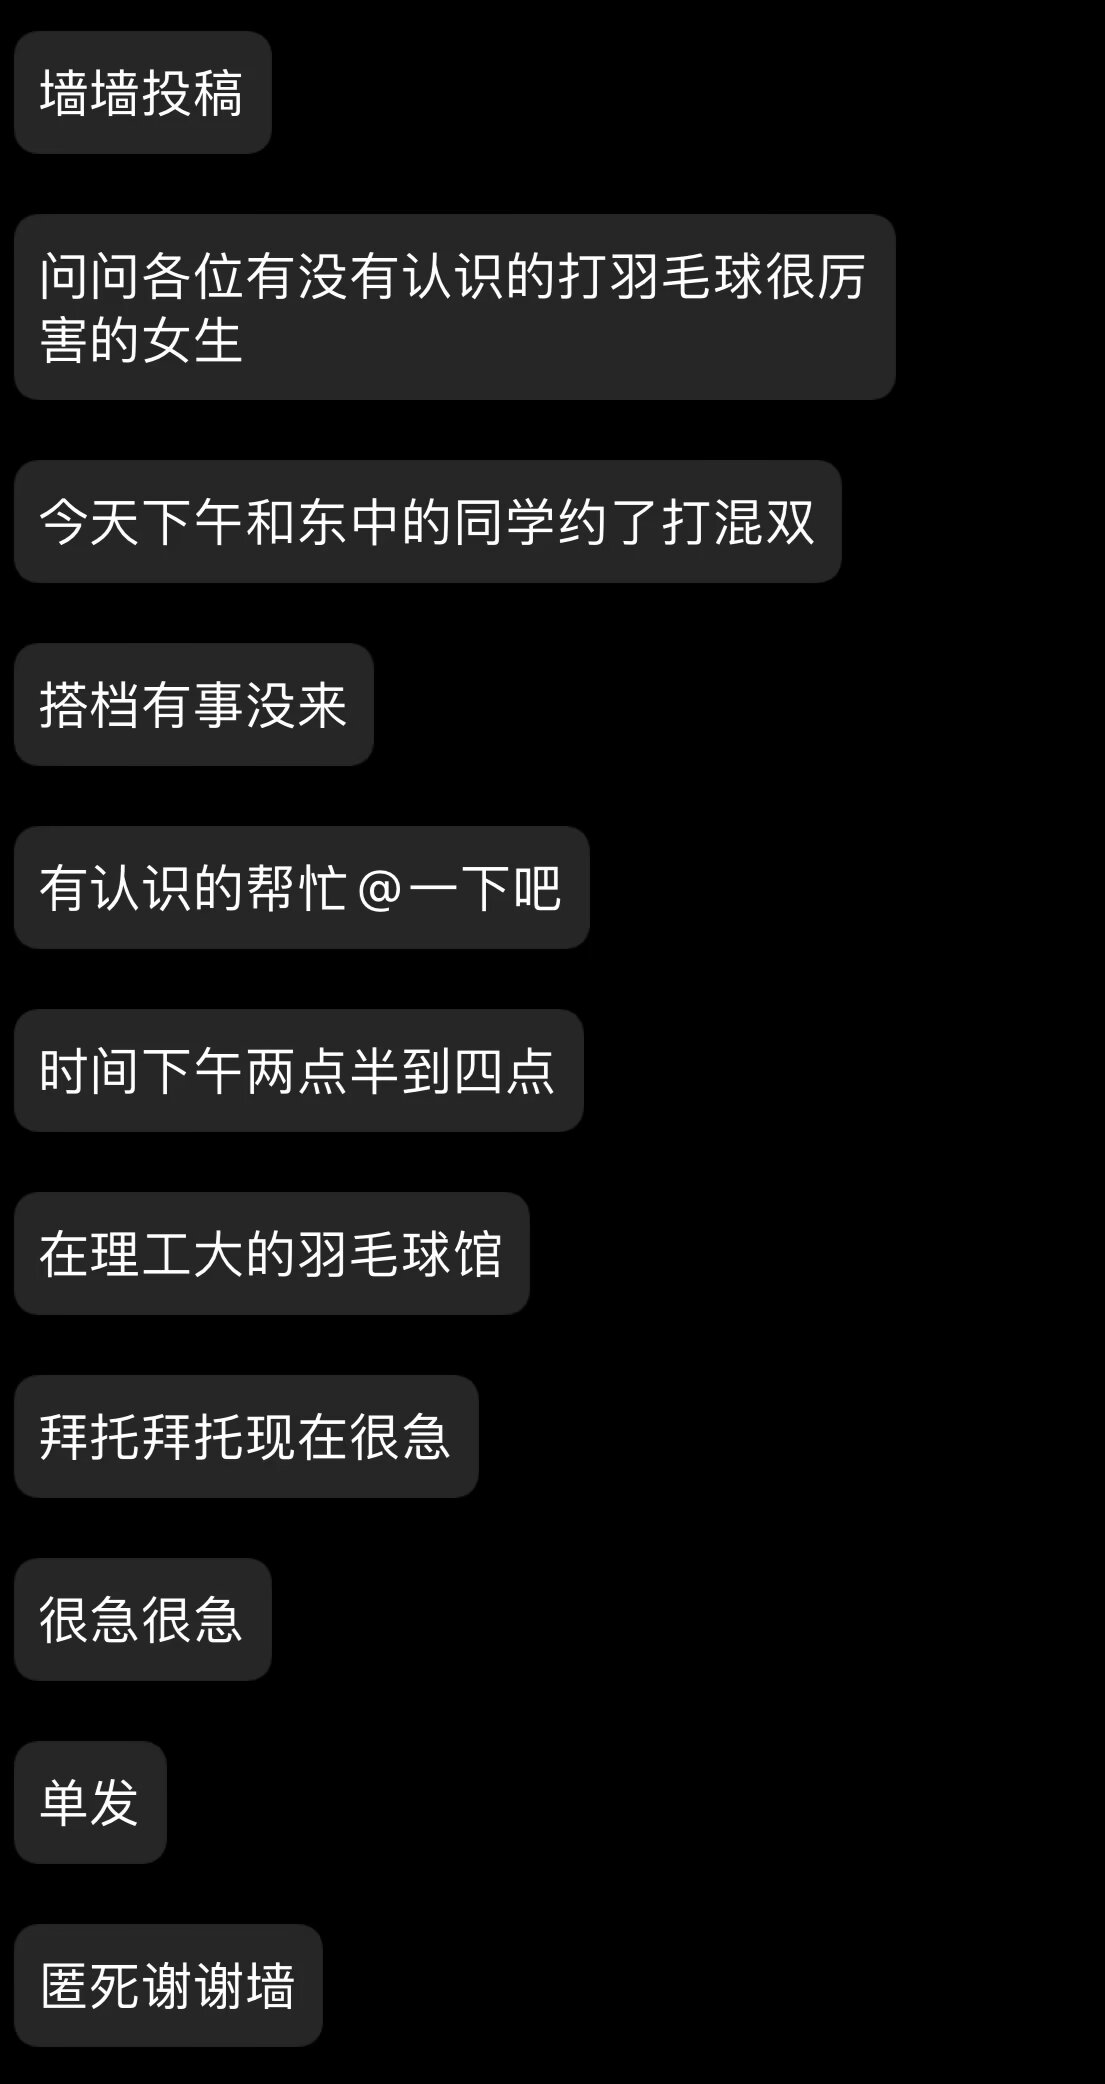 墙墙投稿
问问各位有没有认识的打羽毛球很厉
害的女生
今天下午和东中的同学约了打混双
搭档有事没来
有认识的帮忙@一下吧
时间下午两点半到四点
在理工大的羽毛球馆
拜托拜托现在很急
很急很急
单发
匿死谢谢墙